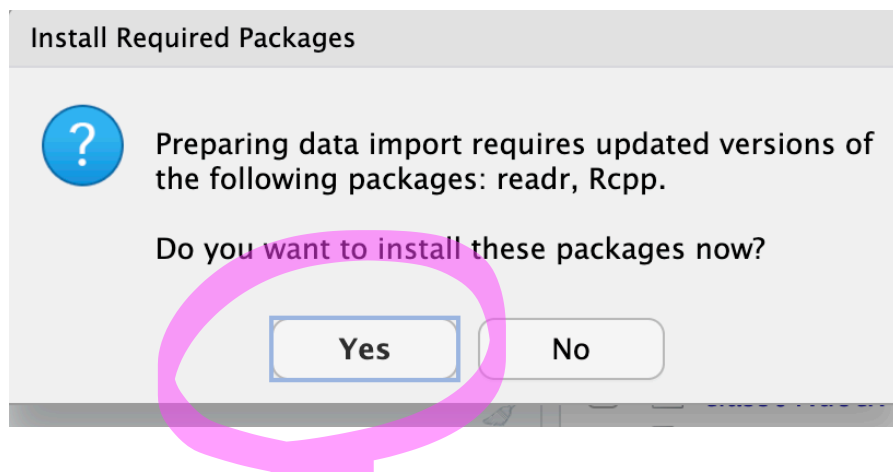 Install Required Packages
?
Preparing data import requires updated versions of
the following packages: readr, Rcpp.
Do you want to install these packages now?
Yes
No